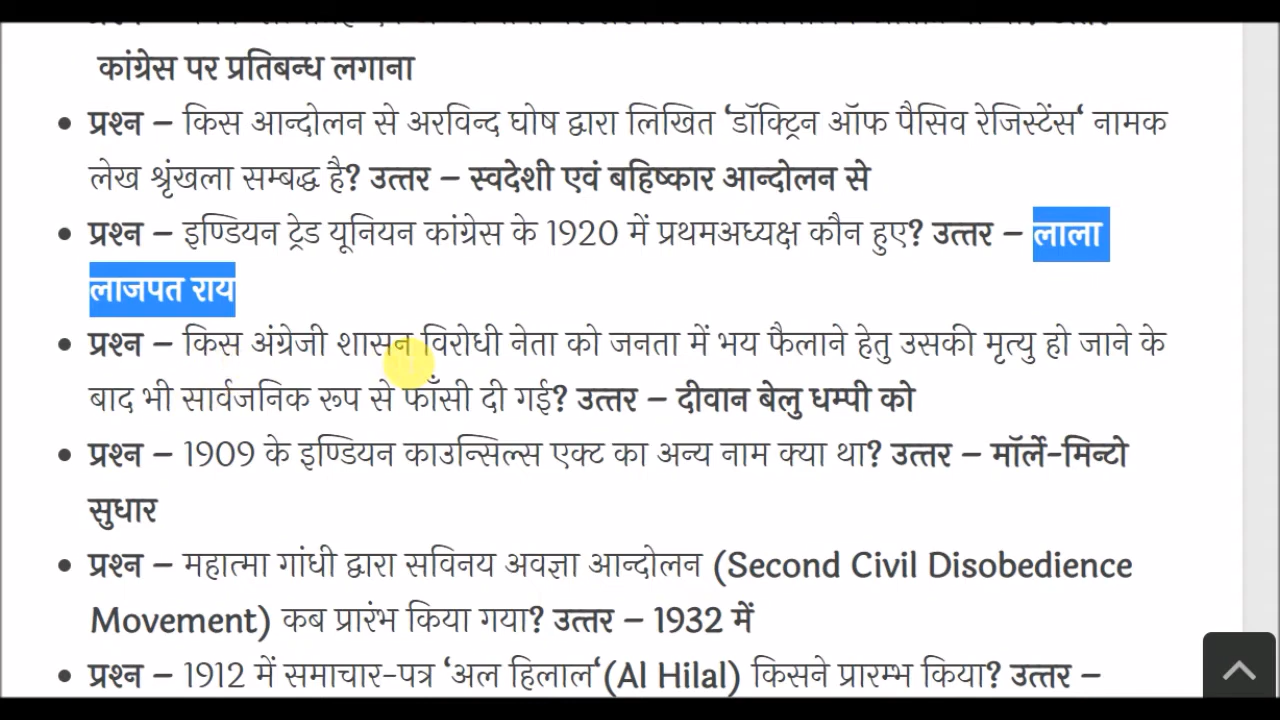 कांग्रेस पर प्रतिबन्ध लगाना
• प्रश्न – किस आन्दोलन से अरविन्द घोष द्वारा लिखित ‘डॉक्ट्रिन ऑफ पैसिव रेजिस्टेंस‘ नामक
लेख श्रृंखला सम्बद्ध है? उत्तर – स्वदेशी एवं बहिष्कार आन्दोलन से
• प्रश्न – इण्डियन ट्रेड यूनियन कांग्रेस के 1920 में प्रथमअध्यक्ष कौन हुए? उत्तर – लाला
लाजपत राय
• प्रश्न – किस अंग्रेजी शासन विरोधी नेता को जनता में भय फैलाने हेतु उसकी मृत्यु हो जाने के
बाद भी सार्वजनिक रूप से फाँसी दी गई? उत्तर – दीवान बेलु धम्पी को
• प्रश्न – 1909 के इण्डियन काउन्सिल्स एक्ट का अन्य नाम क्या था? उत्तर – मॉर्ले-मिन्टो
सुधार
• प्रश्न – महात्मा गांधी द्वारा सविनय अवज्ञा आन्दोलन (Second Civil Disobedience
Movement) कब प्रारंभ किया गया? उत्तर – 1932 में
• प्रश्न – 1912 में समाचार-पत्र ‘अल हिलाल‘(Al Hilal) किसने प्रारम्भ किया? उत्तर –